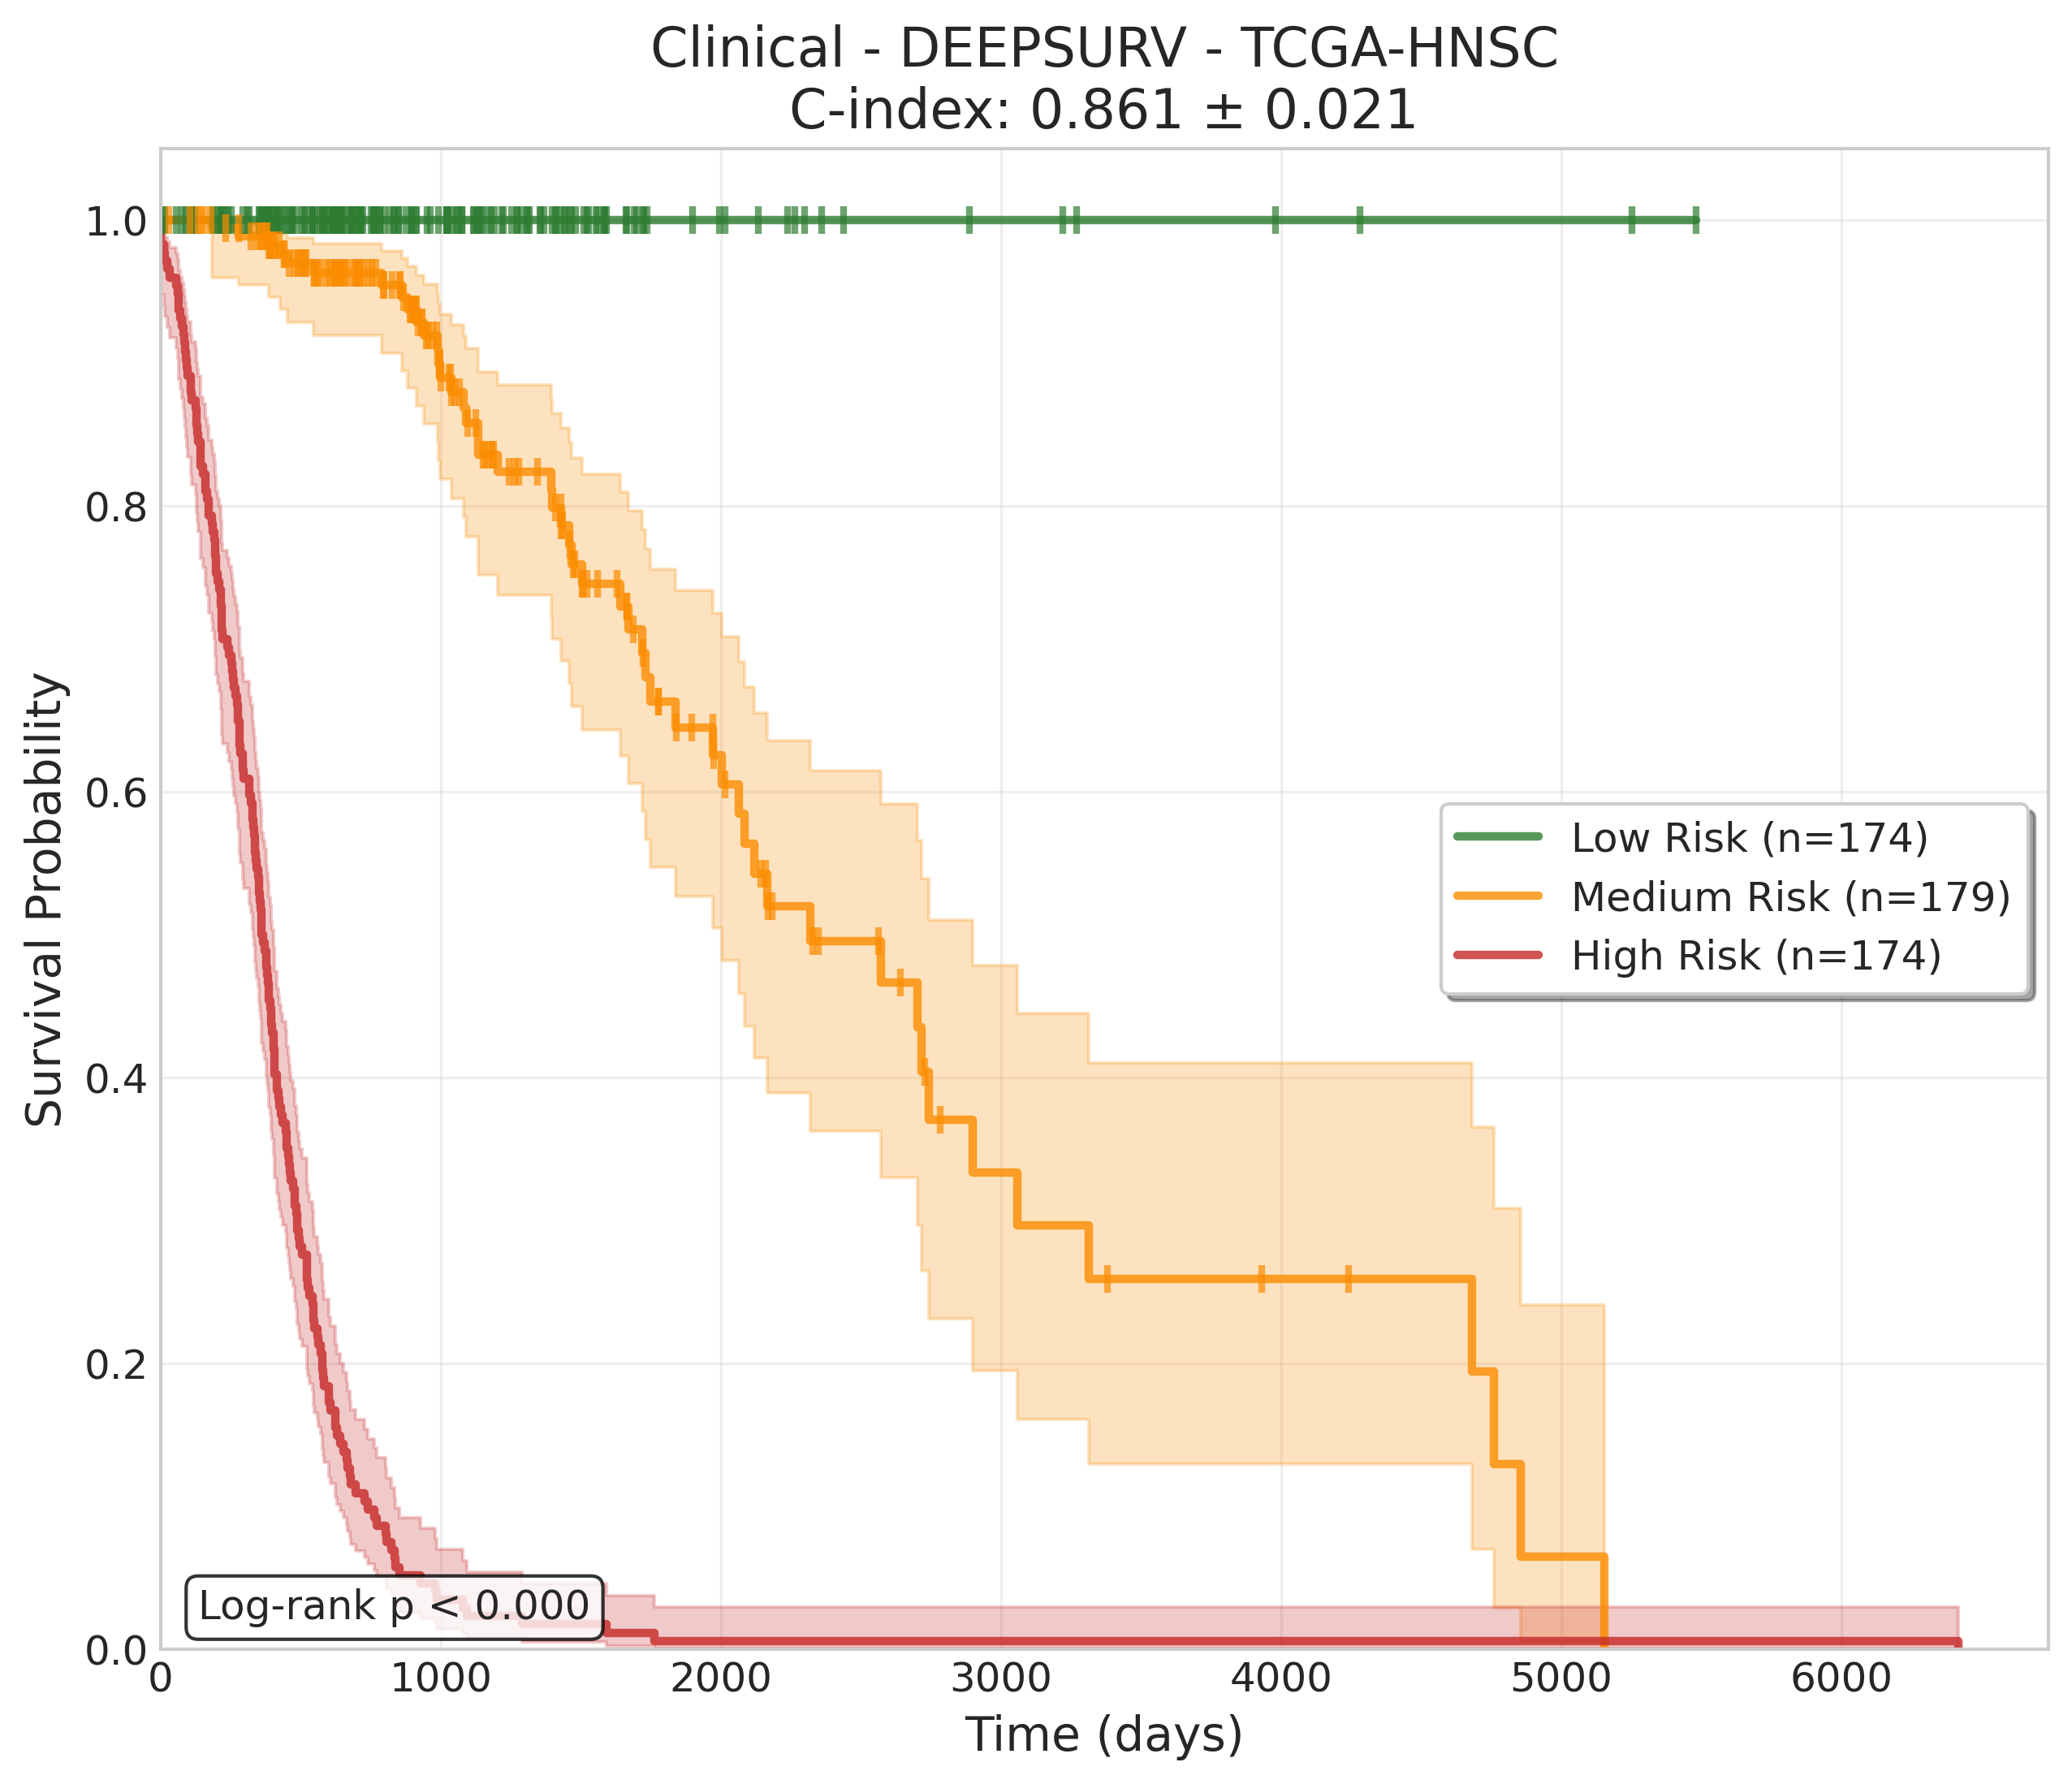 Clinical - DEEPSURV - TCGA-HNSC
C-index: 0.861 ± 0.021
Survival Probability
1.0
0.8
0.6
0.4
0.2
0.0
Low Risk (n=174)
Medium Risk (n=179)
High Risk (n=174)
Log-rank p < 0.000
0 1000 2000 3000 4000 5000 6000
Time (days)